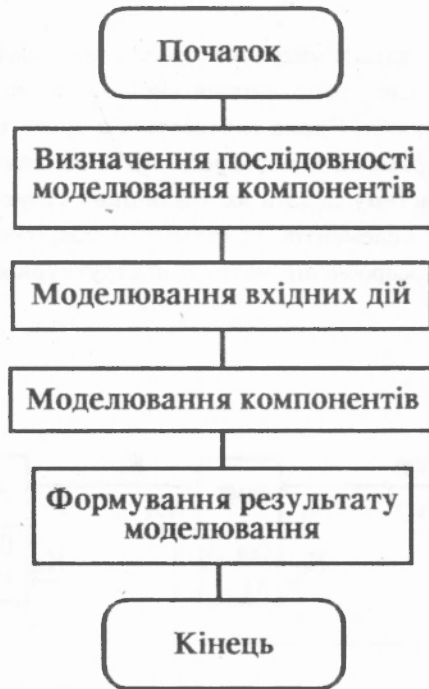 Початок
Визначення послідовності
моделювання компонентів
Моделювання вхідних дій
Моделювання компонентів
Формування результату
моделювання
Кінець